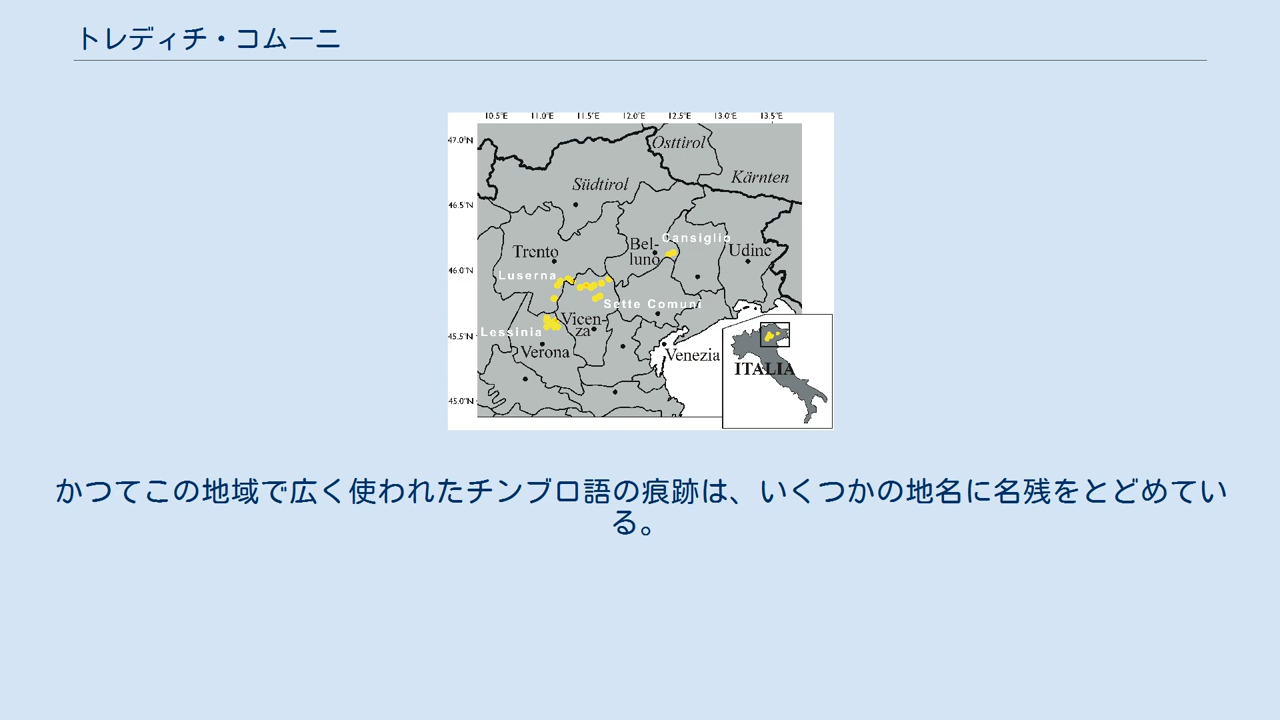 トレディチ・コムーニ
10.5°E 11.0°E 11.5°E 12.0°E 12.5°E 13.0°E 13.5°E
47.0°N
Osttirol
Kärnten
Südtirol
46.5°N
Cansiglio
Trento
Bel-
luno
Udine
46.0°N
Luserna
Sette Comuni
Vicen-
za
Lessinia
45.5°N
Verona
Venezia
ITALIA
45.0°N
かつてこの地域で広く使われたチンブロ語の痕跡は、いくつかの地名に名残をとどめてい
る。